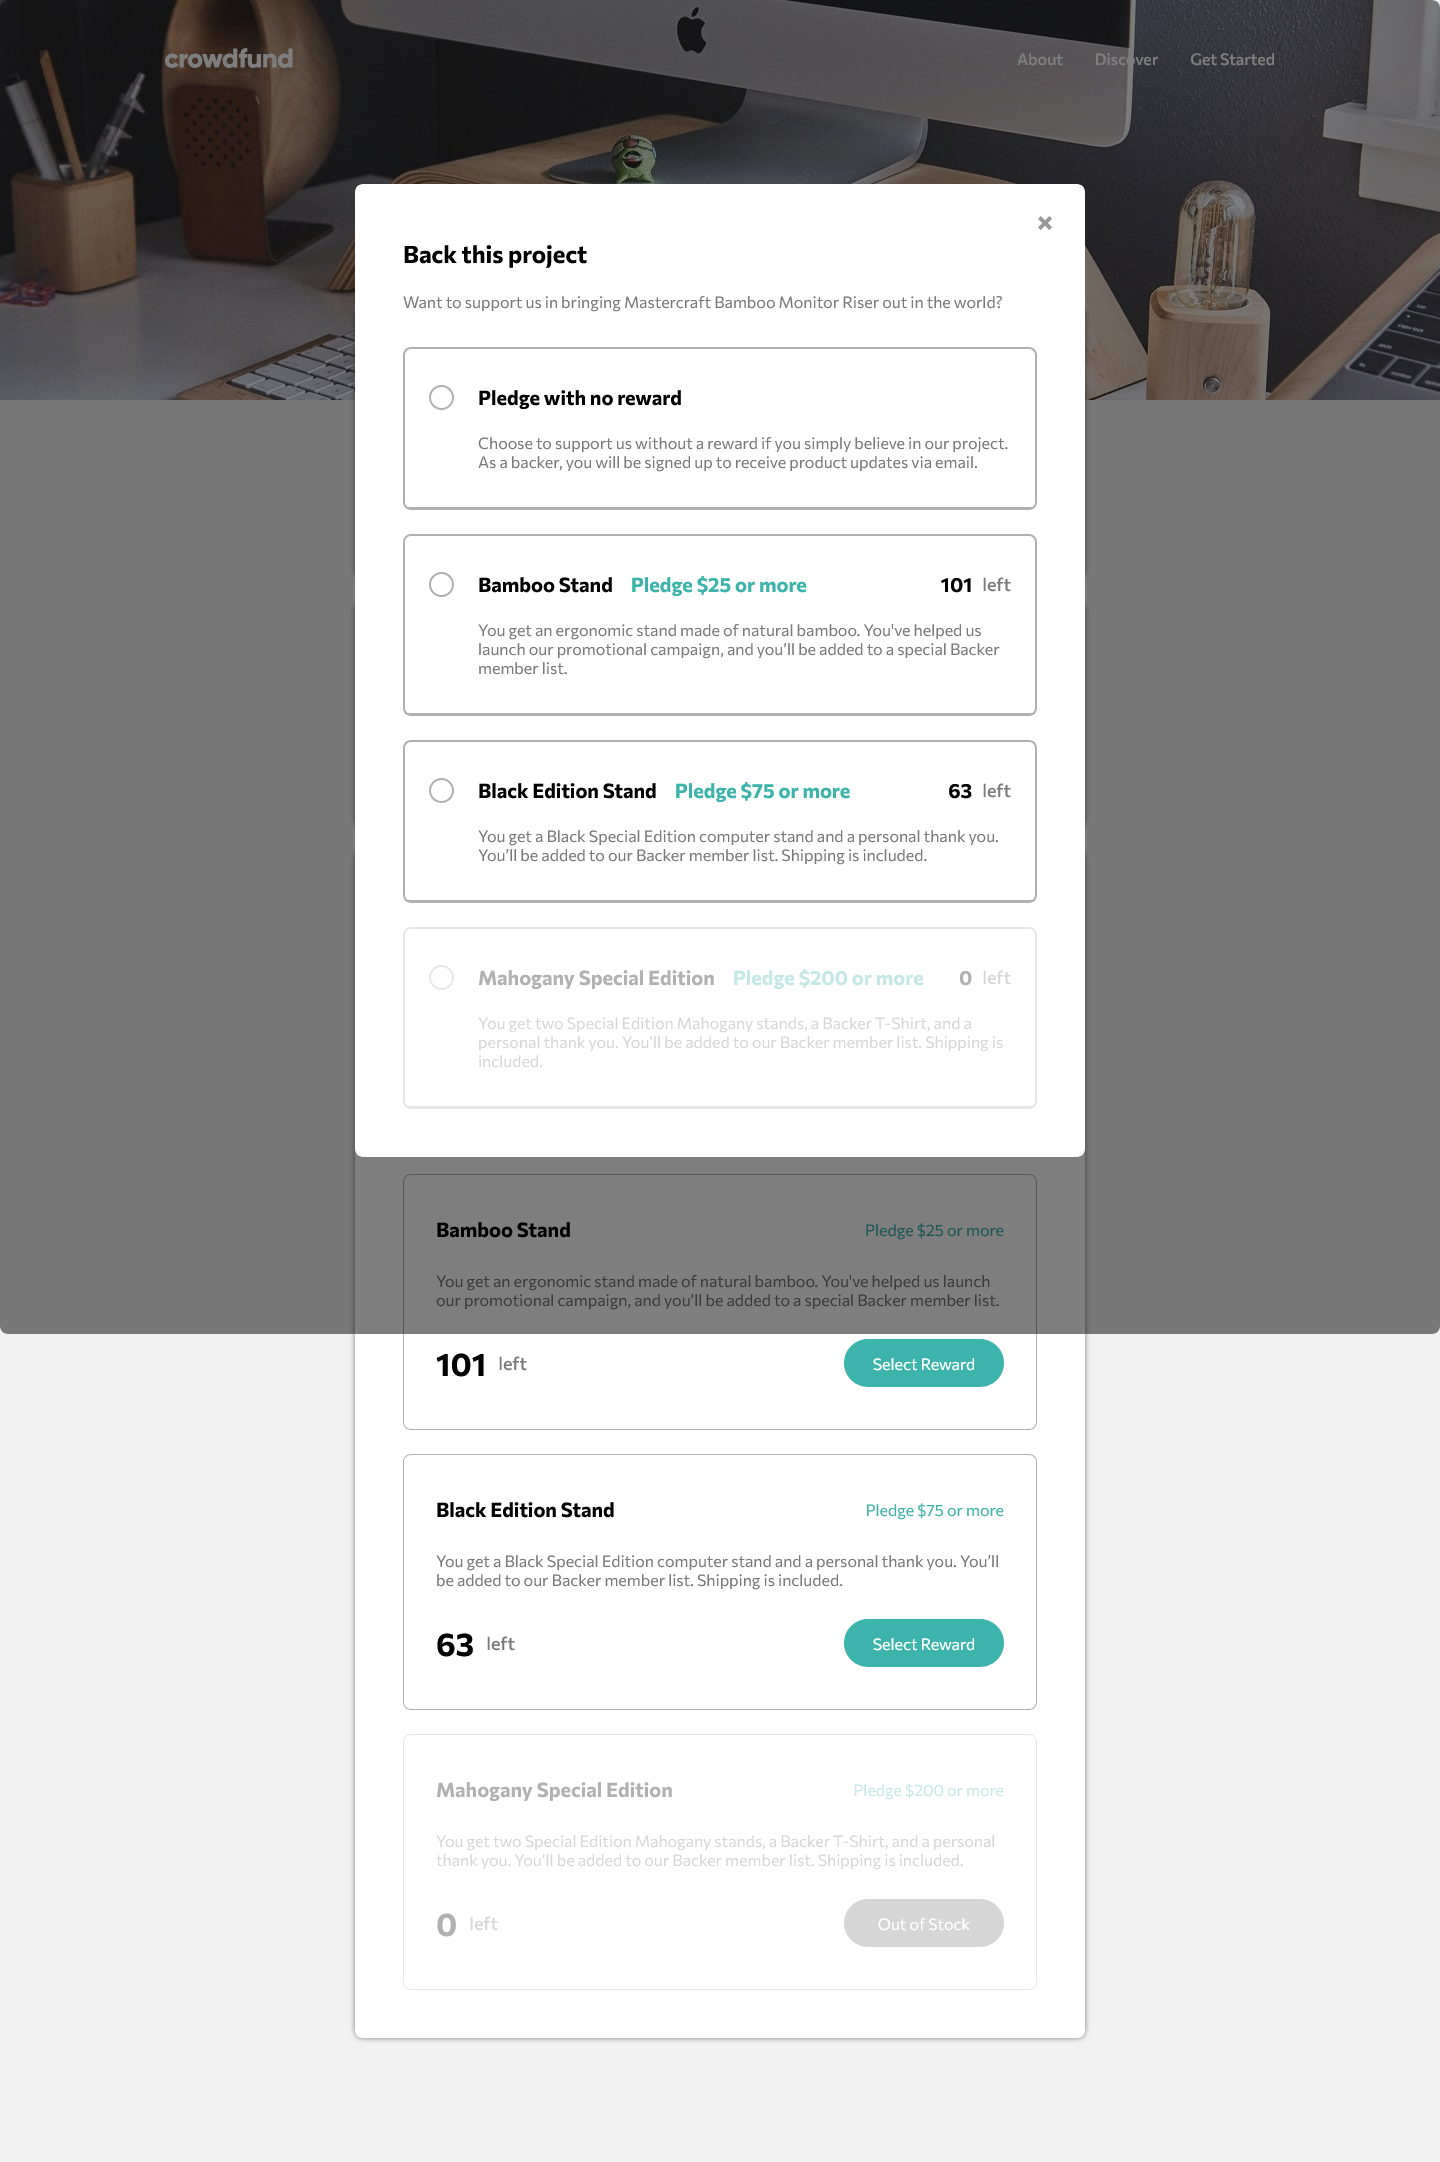 crowdfund
About Discover Get Started
Back this project
Want to support us in bringing Mastercraft Bamboo Monitor Riser out in the world?
Pledge with no reward
Choose to support us without a reward if you simply believe in our project.
As a backer, you will be signed up to receive product updates via email.
Bamboo Stand Pledge $25 or more 101 left
You get an ergonomic stand made of natural bamboo. You've helped us
launch our promotional campaign, and you’ll be added to a special Backer
member list.
Black Edition Stand Pledge $75 or more 63 left
You get a Black Special Edition computer stand and a personal thank you.
You’ll be added to our Backer member list. Shipping is included.
Mahogany Special Edition Pledge $200 or more 0 left
You get two Special Edition Mahogany stands, a Backer T-Shirt, and a
personal thank you. You’ll be added to our Backer member list. Shipping is
included.
Bamboo Stand Pledge $25 or more
You get an ergonomic stand made of natural bamboo. You've helped us launch
our promotional campaign, and you’ll be added to a special Backer member list.
101 left Select Reward
Black Edition Stand Pledge $75 or more
You get a Black Special Edition computer stand and a personal thank you. You’ll
be added to our Backer member list. Shipping is included.
63 left Select Reward
Mahogany Special Edition Pledge $200 or more
You get two Special Edition Mahogany stands, a Backer T-Shirt, and a personal
thank you. You’ll be added to our Backer member list. Shipping is included.
0 left Out of Stock